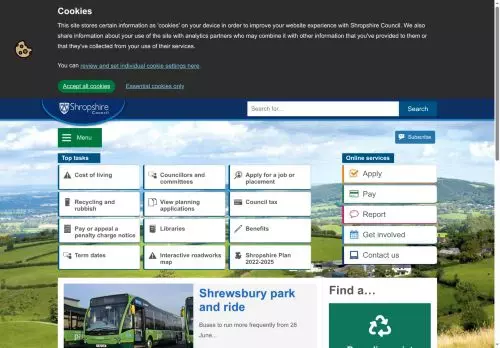 Cookies
This site stores certain information as 'cookies' on your device in order to improve your website experience with Shropshire Council. We also
share information about your use of the site with analytics partners who may combine it with other information that you've provided to them or
that they've collected from your use of their services.
You can review and set individual cookie settings here.
Accept all cookies
Essential cookies only
Shropshire
Council
Search for...
Search
Menu
Subscribe
Top tasks
Cost of living
Councillors and
committees
Apply for a job or
placement
Recycling and
rubbish
View planning
applications
Council tax
Pay or appeal a
penalty charge notice
Libraries
Benefits
Term dates
Interactive roadworks
map
Shropshire Plan
2022-2025
Online services
Apply
Pay
Report
Get involved
Contact us
Shrewsbury park
and ride
Buses to run more frequently from 28
June...
Find a...